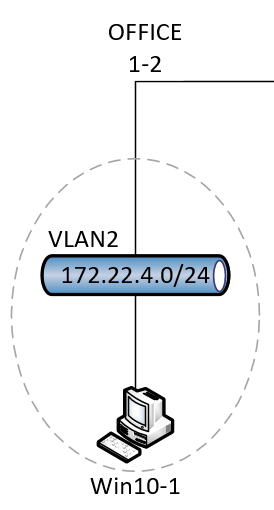 OFFICE
1-2
VLAN2
172.22.4.0/24
Win10-1